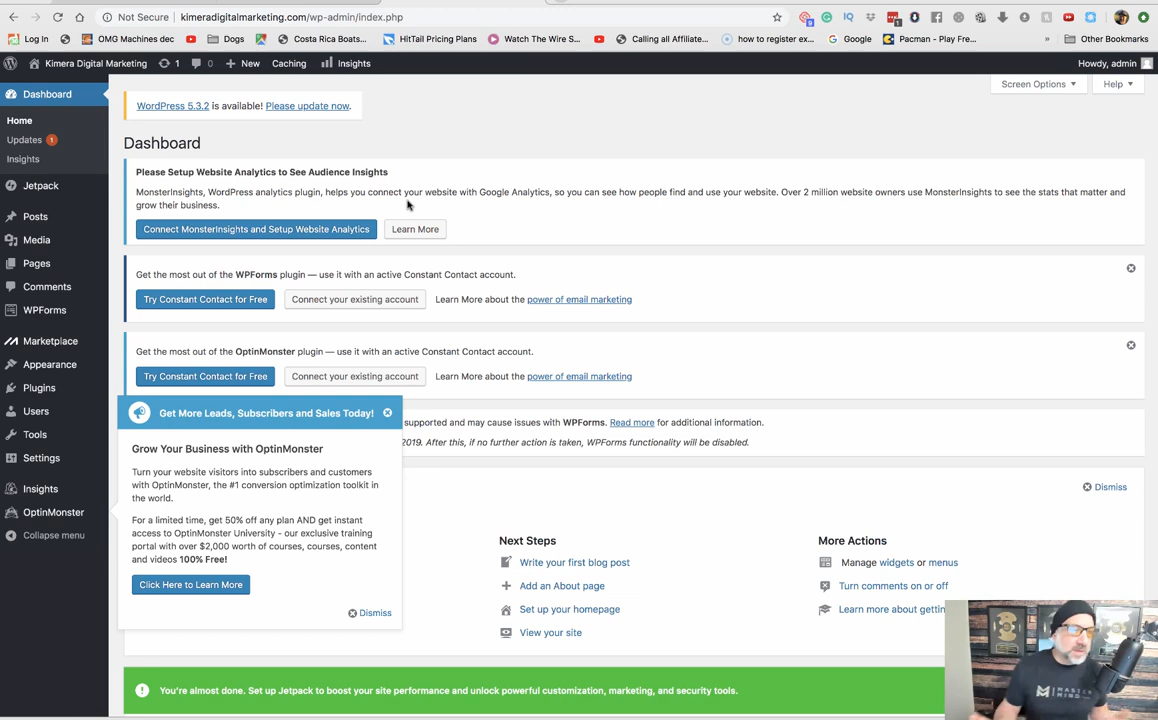 Not Secure
kimeradigitalmarketing.com/wp-admin/index.php
Log In
OMG Machines dec
Dogs
Costa Rica Boats...
HitTail Pricing Plans
Watch The Wire S...
Calling all Affiliate...
how to register ex...
Google
Pacman - Play Fre...
»
Other Bookmarks
Kimera Digital Marketing
1
0
New
Caching
Insights
Howdy, admin
Dashboard
Home
Updates 1
Insights
Jetpack
Posts
Media
Pages
Comments
WPForms
Marketplace
Appearance
Plugins
Users
Tools
Settings
Insights
OptinMonster
Collapse menu
Screen Options
Help
WordPress 5.3.2 is available! Please update now.
Dashboard
Please Setup Website Analytics to See Audience Insights
MonsterInsights, WordPress analytics plugin, helps you connect your website with Google Analytics, so you can see how people find and use your website. Over 2 million website owners use MonsterInsights to see the stats that matter and
grow their business.
Connect MonsterInsights and Setup Website Analytics
Learn More
Get the most out of the WPForms plugin — use it with an active Constant Contact account.
Try Constant Contact for Free
Connect your existing account
Learn More about the power of email marketing
Get the most out of the OptinMonster plugin — use it with an active Constant Contact account.
Try Constant Contact for Free
Connect your existing account
Learn More about the power of email marketing
Get More Leads, Subscribers and Sales Today!
supported and may cause issues with WPForms. Read more for additional information.
2019. After this, if no further action is taken, WPForms functionality will be disabled.
Grow Your Business with OptinMonster
Turn your website visitors into subscribers and customers
with OptinMonster, the #1 conversion optimization toolkit in
the world.
For a limited time, get 50% off any plan AND get instant
access to OptinMonster University - our exclusive training
portal with over $2,000 worth of courses, courses, content
and videos 100% Free!
Click Here to Learn More
Dismiss
Dismiss
Next Steps
Write your first blog post
Add an About page
Set up your homepage
View your site
More Actions
Manage widgets or menus
Turn comments on or off
Learn more about gettin
You're almost done. Set up Jetpack to boost your site performance and unlock powerful customization, marketing, and security tools.
MASTER
MIND